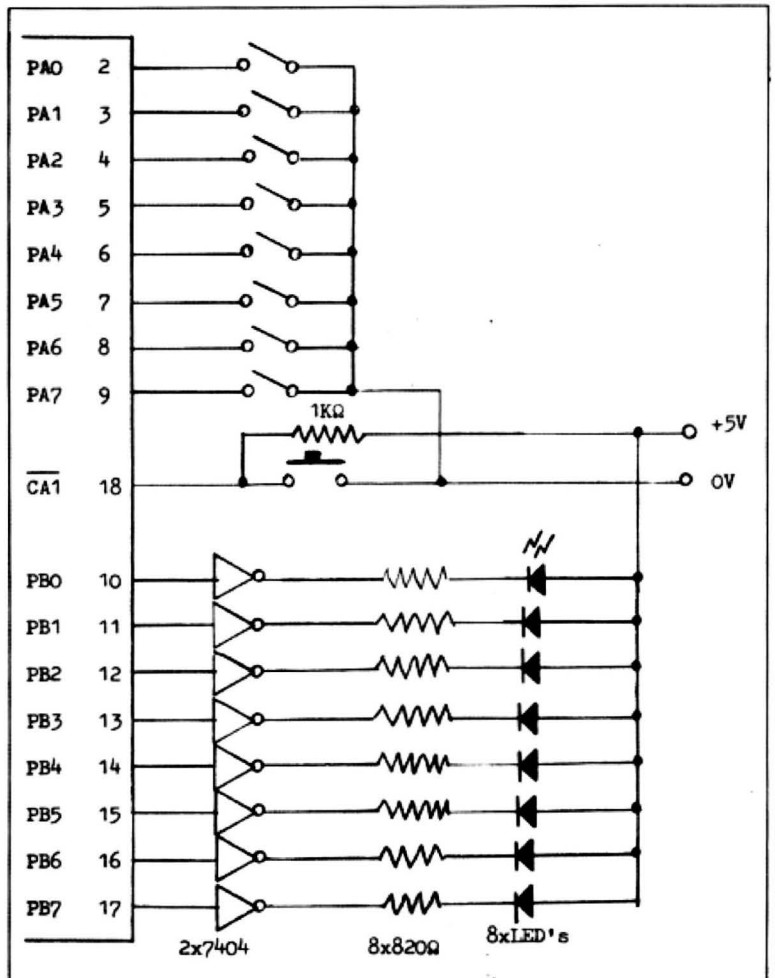 PA0 2
PA1 3
PA2 4
PA3 5
PA4 6
PA5 7
PA6 8
PA7 9
1KΩ
+5V
C̅A̅1̅ 18
0V
PB0 10
PB1 11
PB2 12
PB3 13
PB4 14
PB5 15
PB6 16
PB7 17
2x7404 8x820Ω 8xLED's